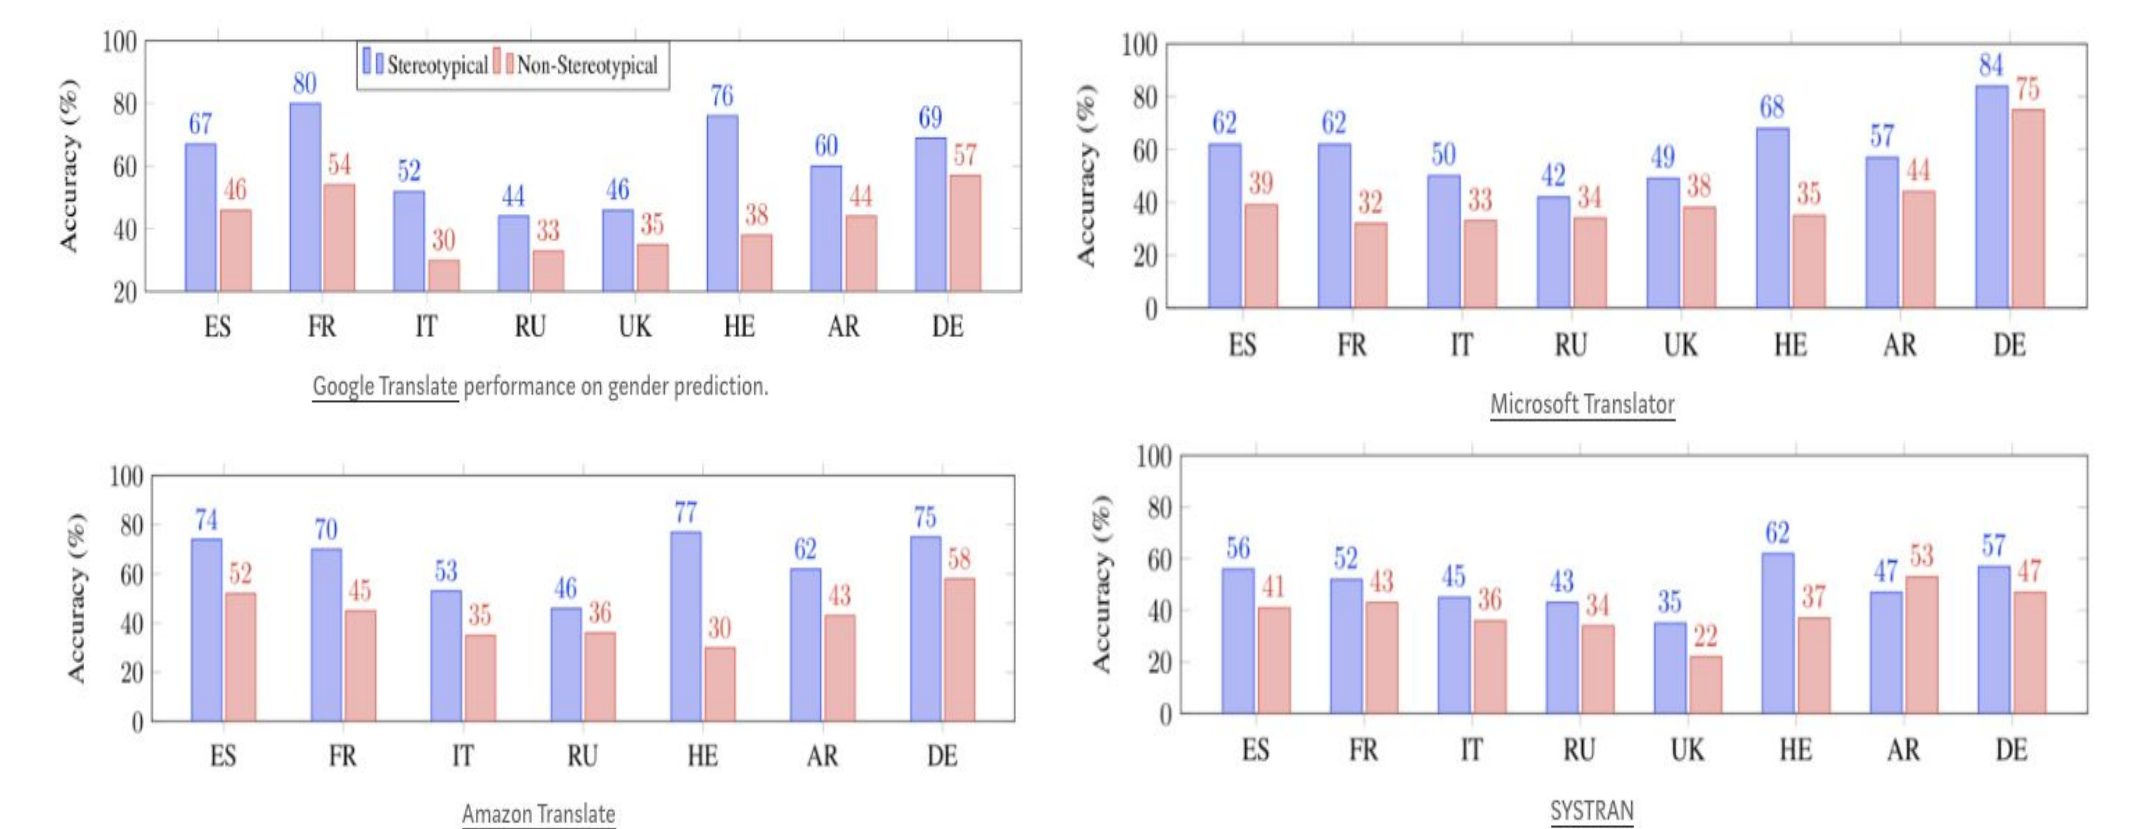 100
80
60
40
20
Accuracy (%)
Stereotypical Non-Stereotypical
67 46 80 54 52 30 44 33 46 35 76 38 60 44 69 57
ES FR IT RU UK HE AR DE
Google Translate performance on gender prediction.
100
80
60
40
20
0
Accuracy (%)
62 39 62 32 50 33 42 34 49 38 68 35 57 44 84 75
ES FR IT RU UK HE AR DE
Microsoft Translator
100
80
60
40
20
0
Accuracy (%)
74 52 70 45 53 35 46 36 77 30 62 43 75 58
ES FR IT RU HE AR DE
Amazon Translate
100
80
60
40
20
0
Accuracy (%)
56 41 52 43 45 36 43 34 35 22 62 37 47 53 57 47
ES FR IT RU UK HE AR DE
SYSTRAN